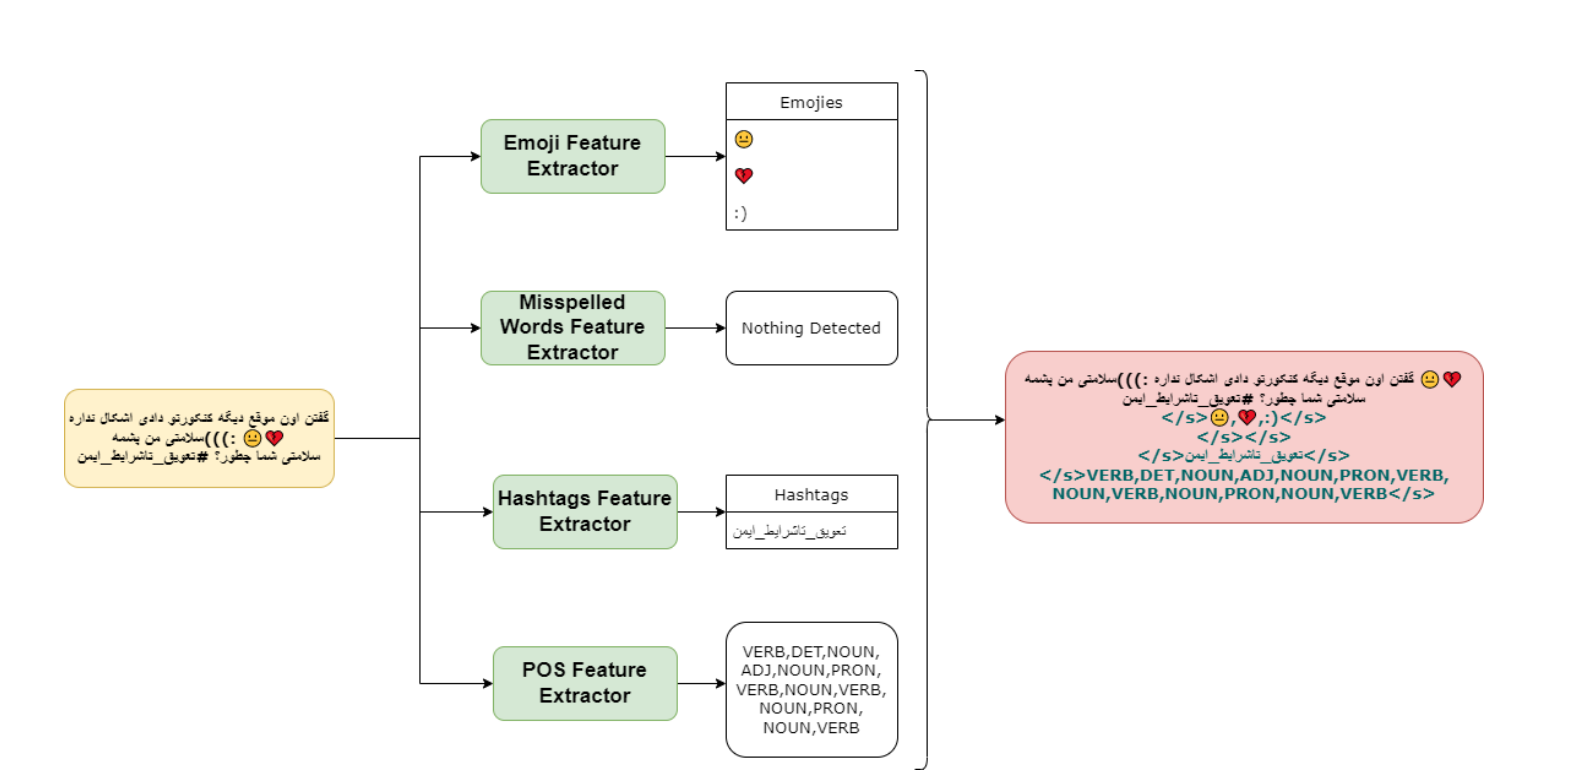 گفتن اون موقع دیگه کنکورتو دادی اشکال نداره
💔😐 :)))سلامتی من پشمه
سلامتی شما چطور؟ #تعویق_تاشرایط_ایمن
Emoji Feature
Extractor
Emojies
😐
💔
:)
Misspelled
Words Feature
Extractor
Nothing Detected
Hashtags Feature
Extractor
Hashtags
تعویق_تاشرایط_ایمن
POS Feature
Extractor
VERB,DET,NOUN,
ADJ,NOUN,PRON,
VERB,NOUN,VERB,
NOUN,PRON,
NOUN,VERB
💔😐 گفتن اون موقع دیگه کنکورتو دادی اشکال نداره :)))سلامتی من پشمه
سلامتی شما چطور؟ #تعویق_تاشرایط_ایمن
</s>😐,💔,:)</s>
</s></s>
</s>تعویق_تاشرایط_ایمن</s>
</s>VERB,DET,NOUN,ADJ,NOUN,PRON,VERB,
NOUN,VERB,NOUN,PRON,NOUN,VERB</s>